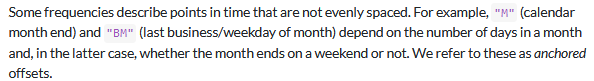 Some frequencies describe points in time that are not evenly spaced. For example, "M" (calendar
month end) and "BM" (last business/weekday of month) depend on the number of days in a month
and, in the latter case, whether the month ends on a weekend or not. We refer to these as anchored
offsets.